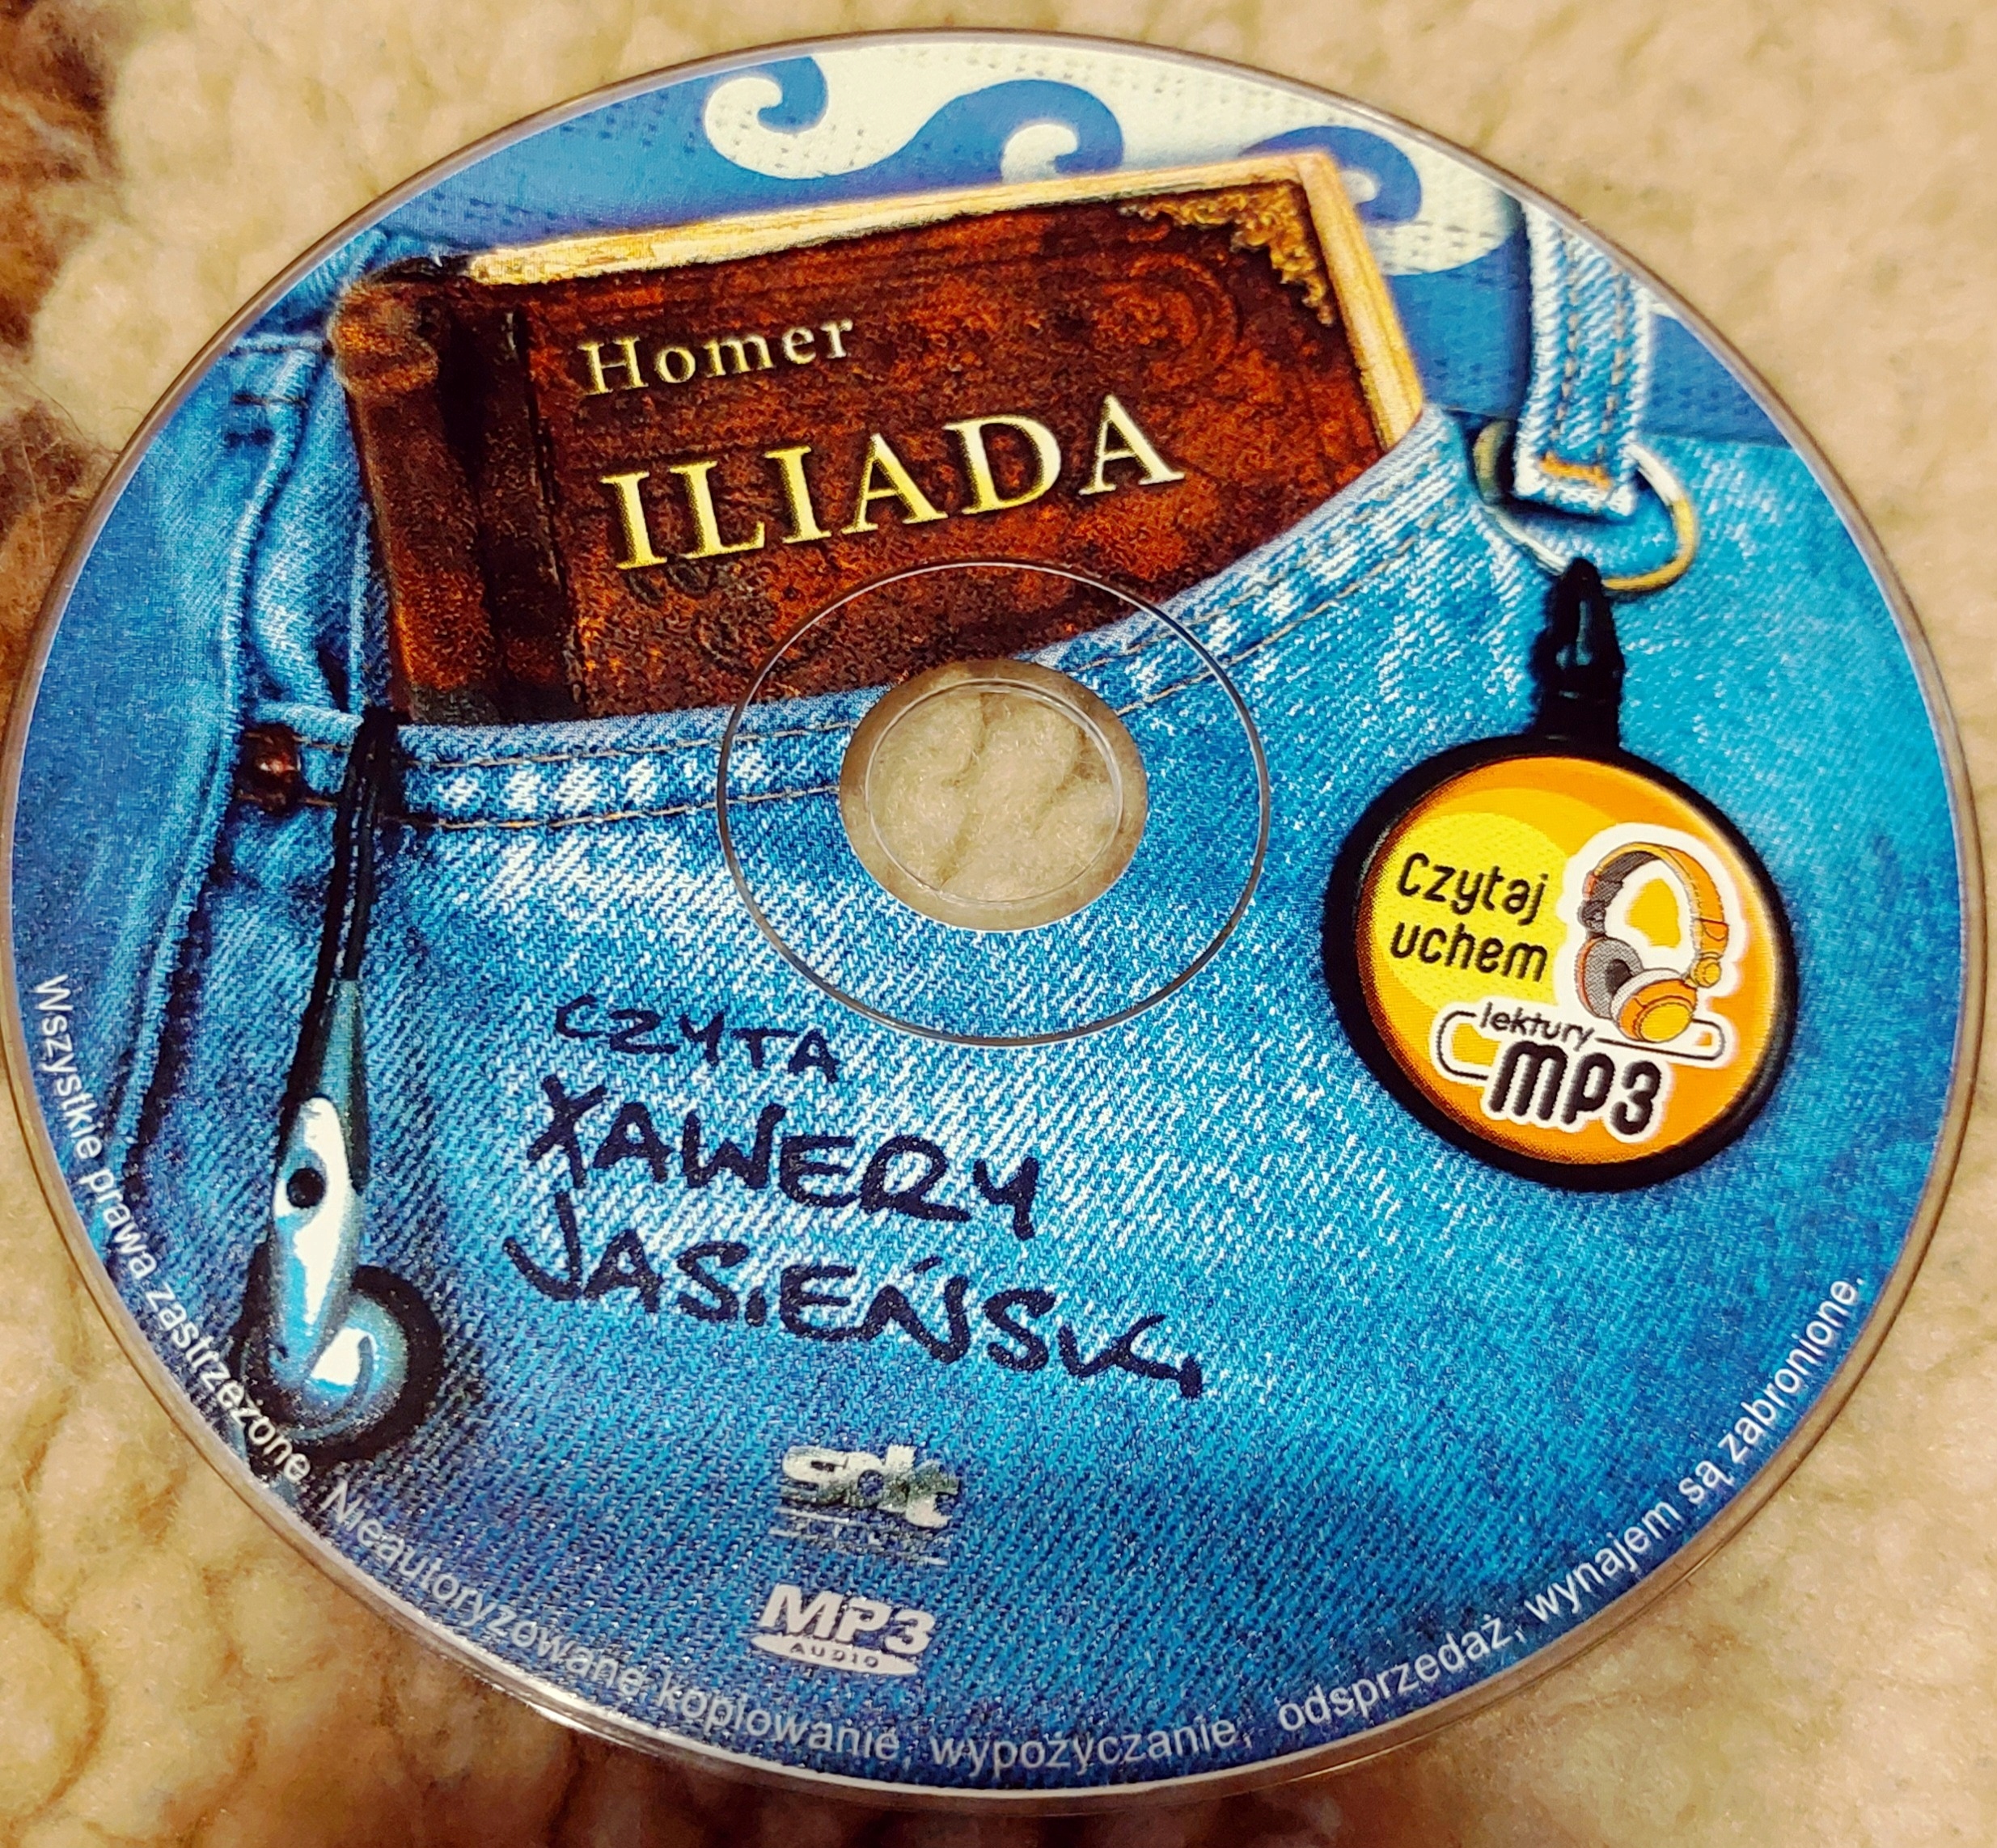 Homer
ILIADA
Czytaj
uchem
lektury
MP3
CZYTA
XAWERY
JASIEŃSKI
MP3
AUDIO
Wszystkie prawa zastrzeżone. Nieautoryzowane kopiowanie, wypożyczanie, odsprzedaż, wynajem są zabronione.